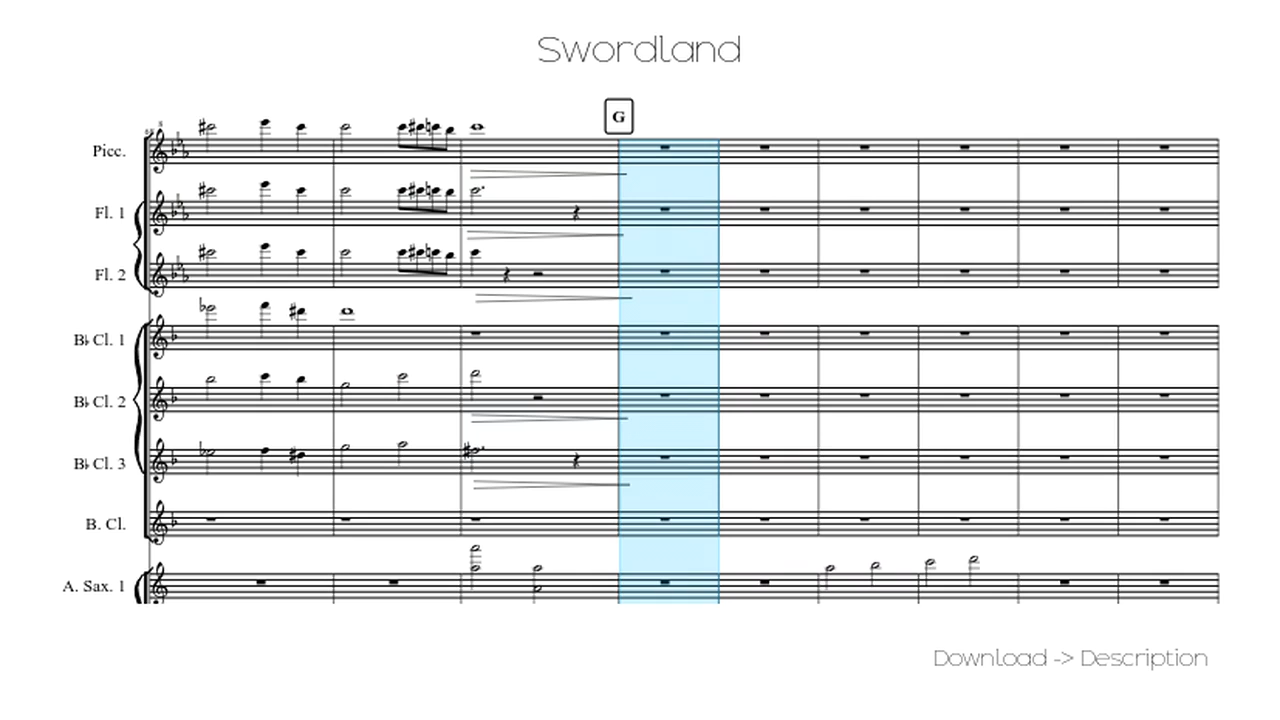 Swordland
G
Picc.
Fl. 1
Fl. 2
B♭ Cl. 1
B♭ Cl. 2
B♭ Cl. 3
B. Cl.
A. Sax. 1
Download -> Description